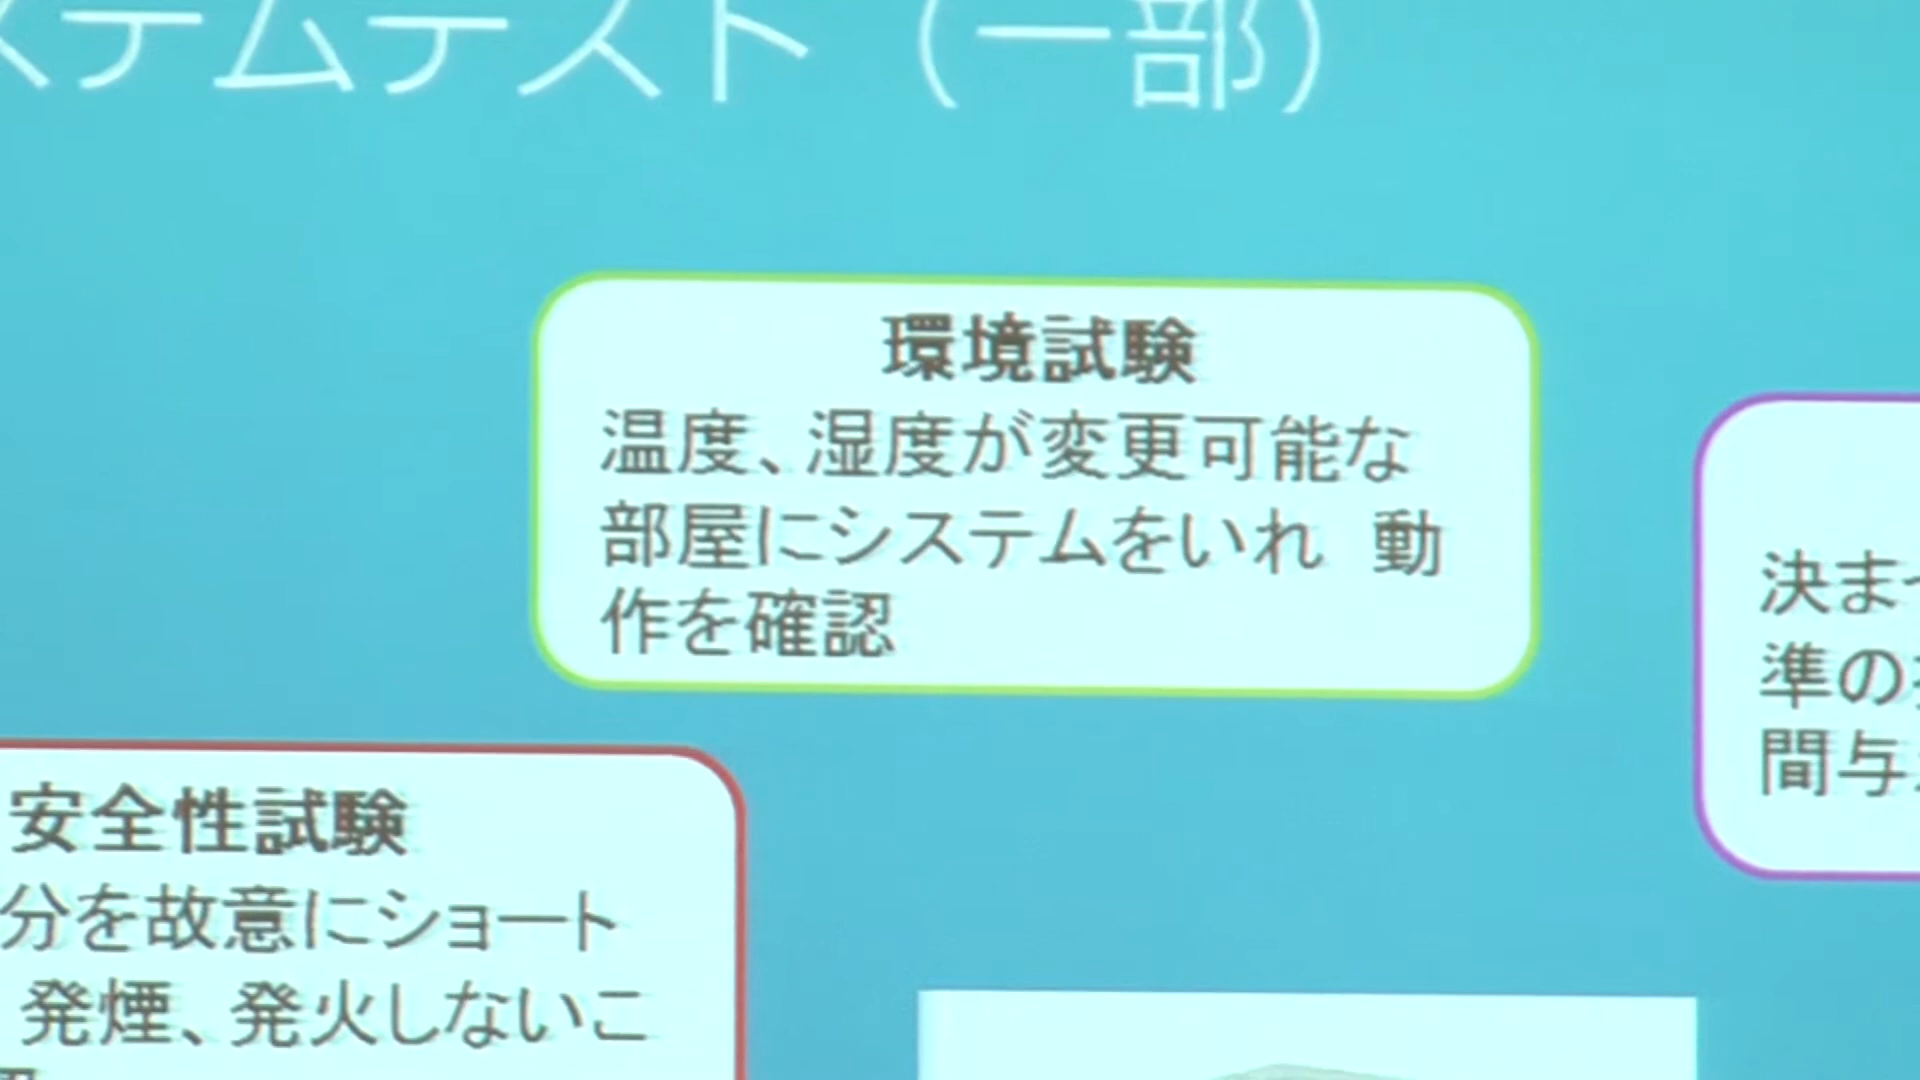 ステムテスト（一部）
環境試験
温度、湿度が変更可能な
部屋にシステムをいれ 動
作を確認
決まっ
準の
間与
安全性試験
分を故意にショート
発煙、発火しないこ